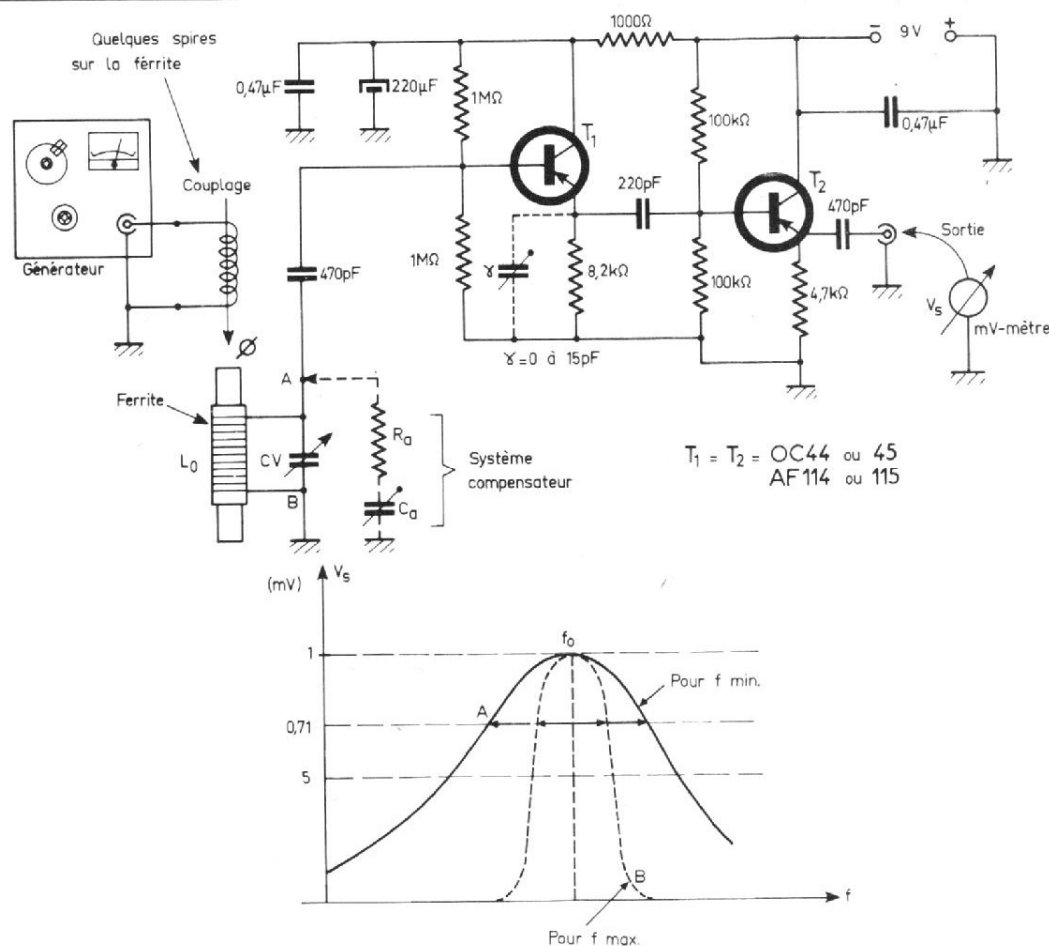 Quelques spires
sur la férrite
1000Ω
9V
- +
0,47µF
220µF
1MΩ
100kΩ
0,47µF
T1
Couplage
220pF
T2
470pF
Sortie
Générateur
470pF
1MΩ
γ
8,2kΩ
100kΩ
4,7kΩ
Vs
mV-mètre
γ=0 à 15pF
Ø
A
Ferrite
Ra
L0
CV
Système
compensateur
B
Ca
T1 = T2 = OC44 ou 45
AF114 ou 115
(mV)
Vs
1
f0
Pour f min.
A
0,71
5
B
f
Pour f max.